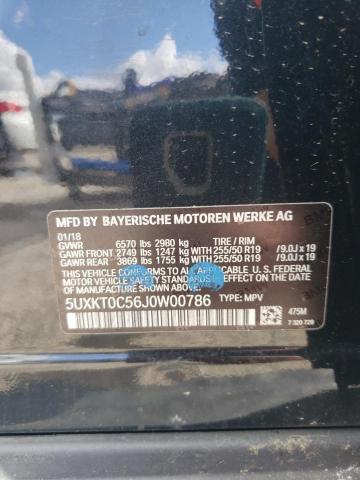 MFD BY BAYERISCHE MOTOREN WERKE AG
01/18
GVWR 6570 lbs 2980 kg TIRE / RIM
GAWR FRONT 2749 lbs 1247 kg WITH 255/50 R19 /9.0J x 19
GAWR REAR 3869 lbs 1755 kg WITH 255/50 R19 /9.0J x 19
THIS VEHICLE CONFORMS TO ALL APPLICABLE U.S. FEDERAL
MOTOR VEHICLE SAFETY STANDARDS IN EFFECT ON THE
DATE OF MANUFACTURE SHOWN ABOVE.
5UXKT0C56J0W00786 TYPE: MPV
475M
7 320 720